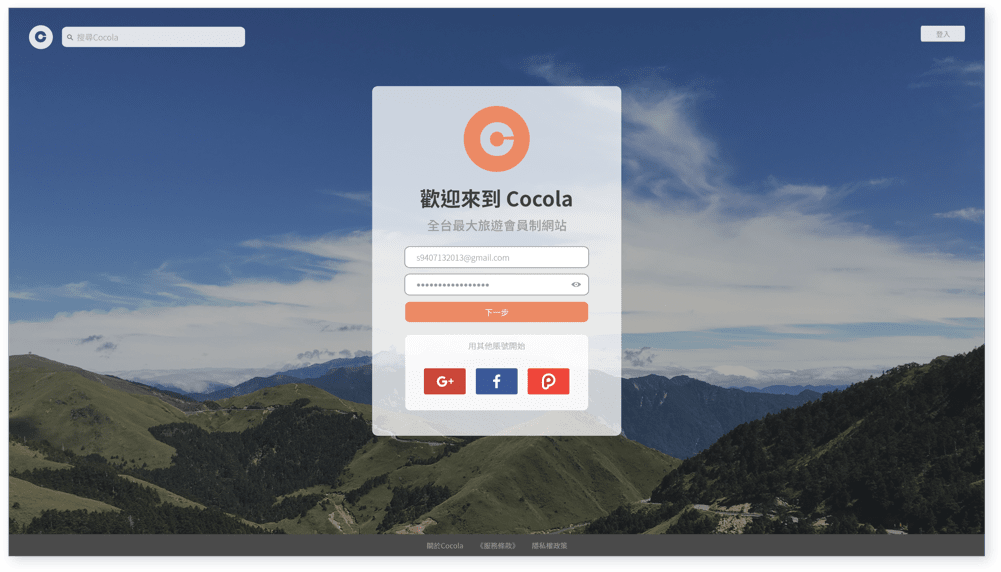 搜尋Cocola
登入
歡迎來到 Cocola
全台最大旅遊會員制網站
s9407132013@gmail.com
下一步
用其他賬號開始
G+
f
關於Cocola 《服務條款》 隱私權政策